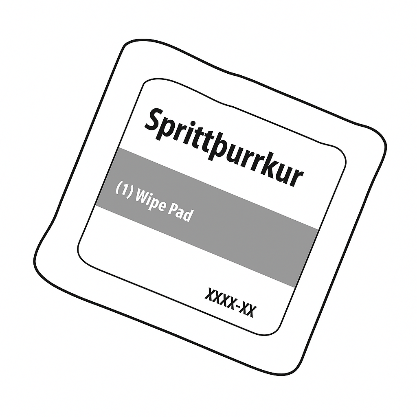 Sprittþurrkur
(1) Wipe Pad
XXXX-XX